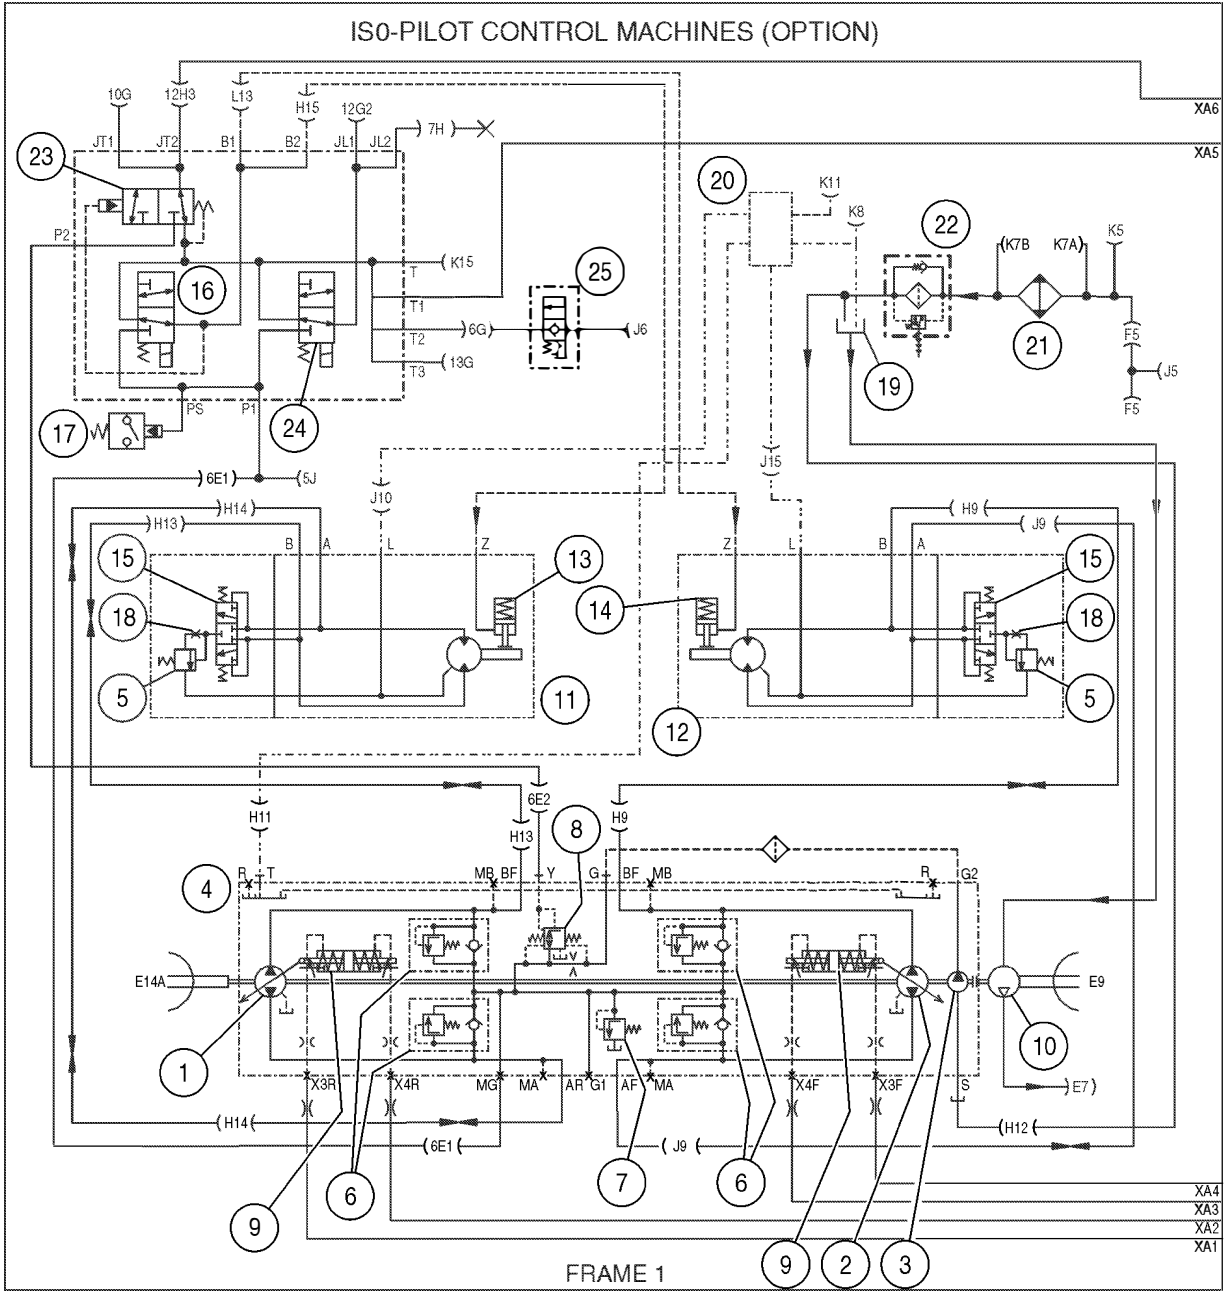 IS0-PILOT CONTROL MACHINES (OPTION)
10G 12H3 L13 H15 12G2
7H
XA6
JT1 JT2 B1 B2 JL1 JL2
XA5
23
20
K11
K8
22
(K7B K7A) K5
P2
16
T
K15
25
T1
T2
6G
J6
F5
21
T3
13G
19
J5
F5
PS P1
17
24
6E1 5J
J10
J15
H14
H13
H9
J9
B A L Z
Z L B A
15
13
15
18
14
18
5
11
5
12
6E2
H11
H13
8
H9
4
R T MB BF Y G BF MB R G2
E14A
E9
1
10
X3R X4R MG MA AR G1 AF MA X4F X3F S
E7
H14
H12
6E1
J9
6
7
6
9
XA4
XA3
XA2
XA1
9
2
3
FRAME 1